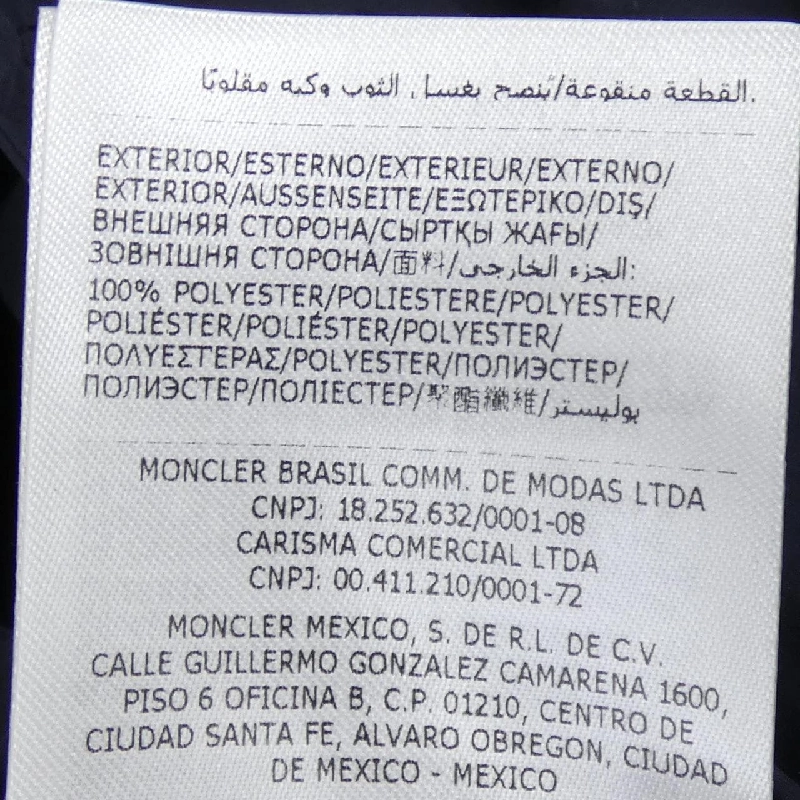 القطعة منقوعة/يُنصح بغسل الثوب وكيه مقلوبًا.
EXTERIOR/ESTERNO/EXTERIEUR/EXTERNO/
EXTERIOR/AUSSENSEITE/ΕΞΩΤΕΡΙΚΟ/DIŞ/
ВНЕШНЯЯ СТОРОНА/СЫРТҚЫ ЖАҒЫ/
ЗОВНІШНЯ СТОРОНА/面料/الجزء الخارجى:
100% POLYESTER/POLIESTERE/POLYESTER/
POLIÉSTER/POLIÉSTER/POLYESTER/
ΠΟΛΥΕΣΤΕΡΑΣ/POLYESTER/ПОЛИЭСТЕР/
ПОЛИЭСТЕР/ПОЛІЕСТЕР/聚酯纖維/بوليستر
MONCLER BRASIL COMM. DE MODAS LTDA
CNPJ: 18.252.632/0001-08
CARISMA COMERCIAL LTDA
CNPJ: 00.411.210/0001-72
MONCLER MEXICO, S. DE R.L. DE C.V.
CALLE GUILLERMO GONZALEZ CAMARENA 1600,
PISO 6 OFICINA B, C.P. 01210, CENTRO DE
CIUDAD SANTA FE, ALVARO OBREGON, CIUDAD
DE MEXICO - MEXICO